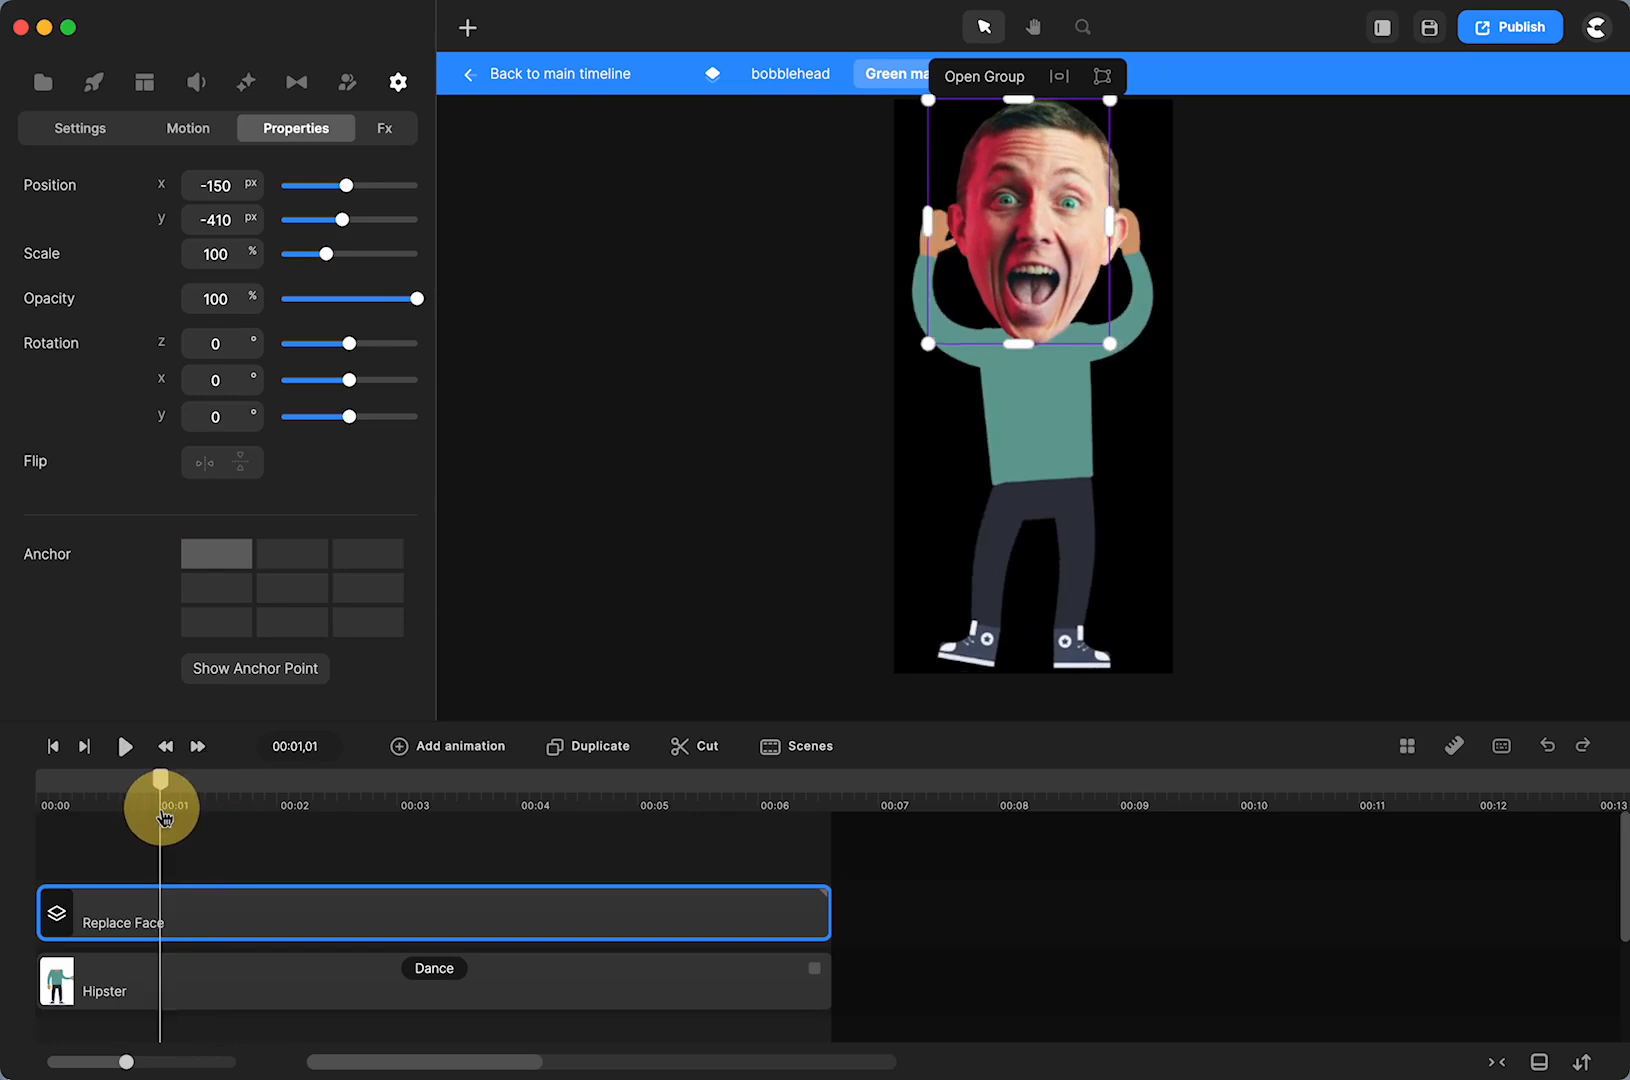 Publish
Back to main timeline
bobblehead
Green ma
Open Group
Settings
Motion
Properties
Fx
Position
x
-150 px
y
-410 px
Scale
100 %
Opacity
100 %
Rotation
z
0 °
x
0 °
y
0 °
Flip
Anchor
Show Anchor Point
00:01,01
Add animation
Duplicate
Cut
Scenes
00:00
00:01
00:02
00:03
00:04
00:05
00:06
00:07
00:08
00:09
00:10
00:11
00:12
00:13
Replace Face
Dance
Hipster